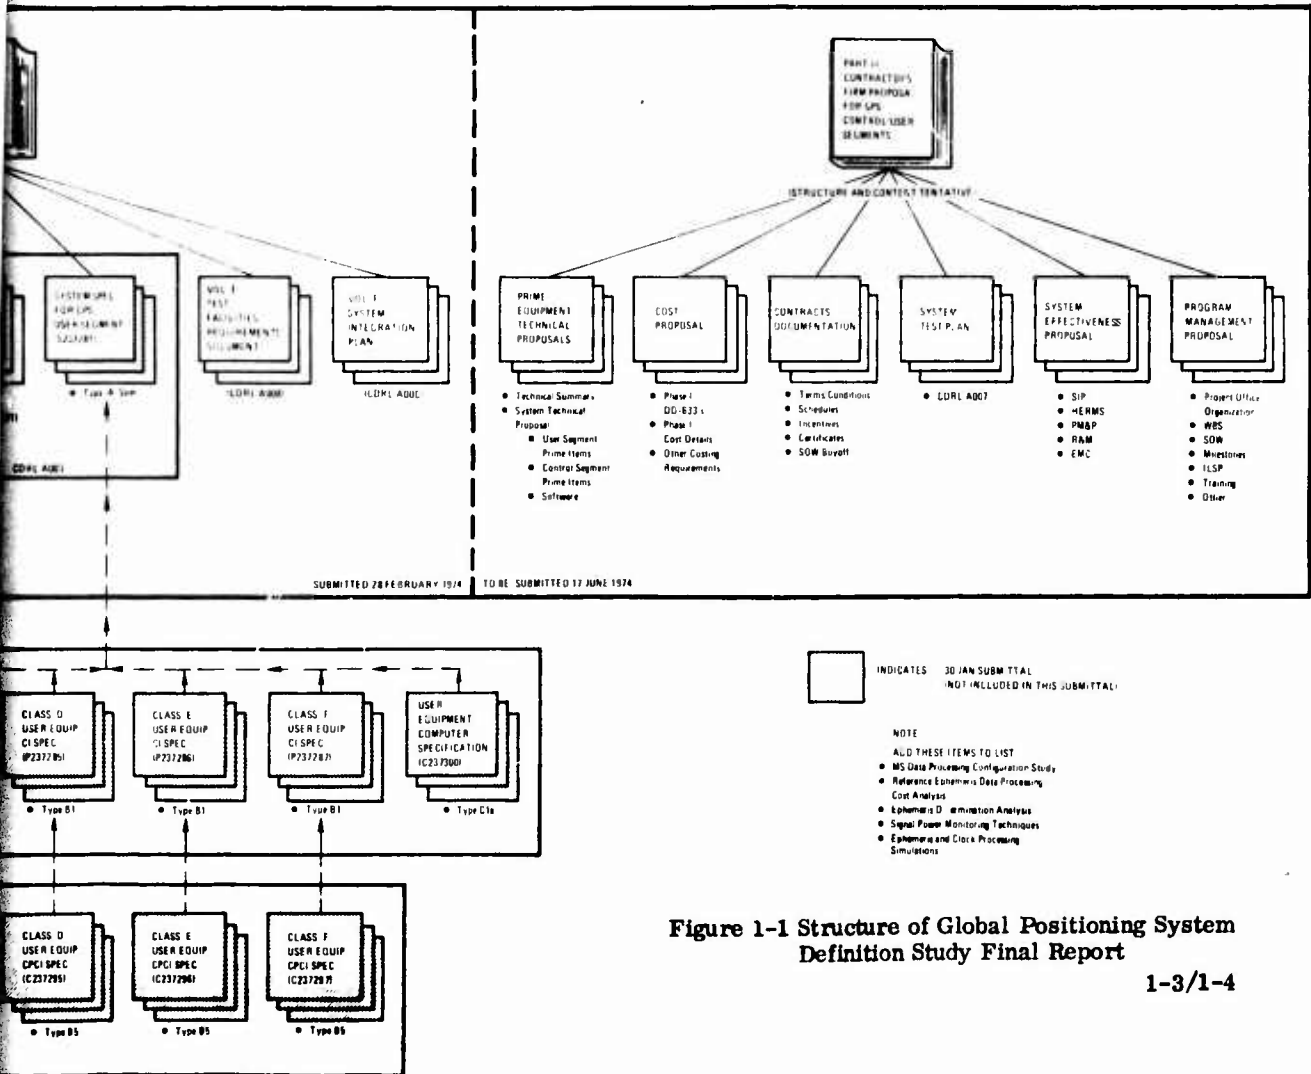 PART II
CONTRACTOR'S
FIRM PROPOSA
FOR GPS
CONTROL/USER
SEGMENTS
(STRUCTURE AND CONTENT TENTATIVE
SYSTEM SPEC
FOR GPS
USER SEGMENT
● Type A Spec
CDRL A001
VOL
TEST
FACILITIES
REQUIREMENTS
DOCUMENT
(CDRL A008)
VOL
SYSTEM
INTEGRATION
PLAN
(CDRL
PRIME
EQUIPMENT
TECHNICAL
PROPOSALS
● Technical Summary
● System Technical
Proposal
● User Segment
Prime Items
● Control Segment
Prime Items
● Software
COST
PROPOSAL
● Phase I
DD-633's
● Phase I
Cost Details
● Other Costing
Requirements
CONTRACTS
DOCUMENTATION
● Terms Conditions
● Schedules
● Incentives
● Certificates
● SOW Buyoff
SYSTEM
TEST PLAN
● CDRL A007
SYSTEM
EFFECTIVENESS
PROPOSAL
● SIP
● HERMS
● PM&P
● R&M
● EMC
PROGRAM
MANAGEMENT
PROPOSAL
● Project Office
Organization
● WBS
● SOW
● Milestones
● ILSP
● Training
● Other
SUBMITTED 28 FEBRUARY 1974
TO BE SUBMITTED 17 JUNE 1974
CLASS D
USER EQUIP
CI SPEC
(P237285)
● Type B1
CLASS E
USER EQUIP
CI SPEC
(P237286)
● Type B1
CLASS F
USER EQUIP
CI SPEC
(P237287)
● Type B1
USER
EQUIPMENT
COMPUTER
SPECIFICATION
(C237300)
● Type C1a
INDICATES 30 JAN SUBMITTAL
(NOT INCLUDED IN THIS SUBMITTAL)
NOTE
ADD THESE ITEMS TO LIST
● MS Data Processing Configuration Study
● Reference Ephemeris Data Processing
Cost Analysis
● Ephemeris D ermination Analysis
● Signal Power Monitoring Techniques
● Ephemeris and Clock Processing
Simulations
CLASS D
USER EQUIP
CPCI SPEC
(C237295)
● Type B5
CLASS E
USER EQUIP
CPCI SPEC
(C237296)
● Type B5
CLASS F
USER EQUIP
CPCI SPEC
(C237297)
● Type B5
Figure 1-1 Structure of Global Positioning System
Definition Study Final Report
1-3/1-4